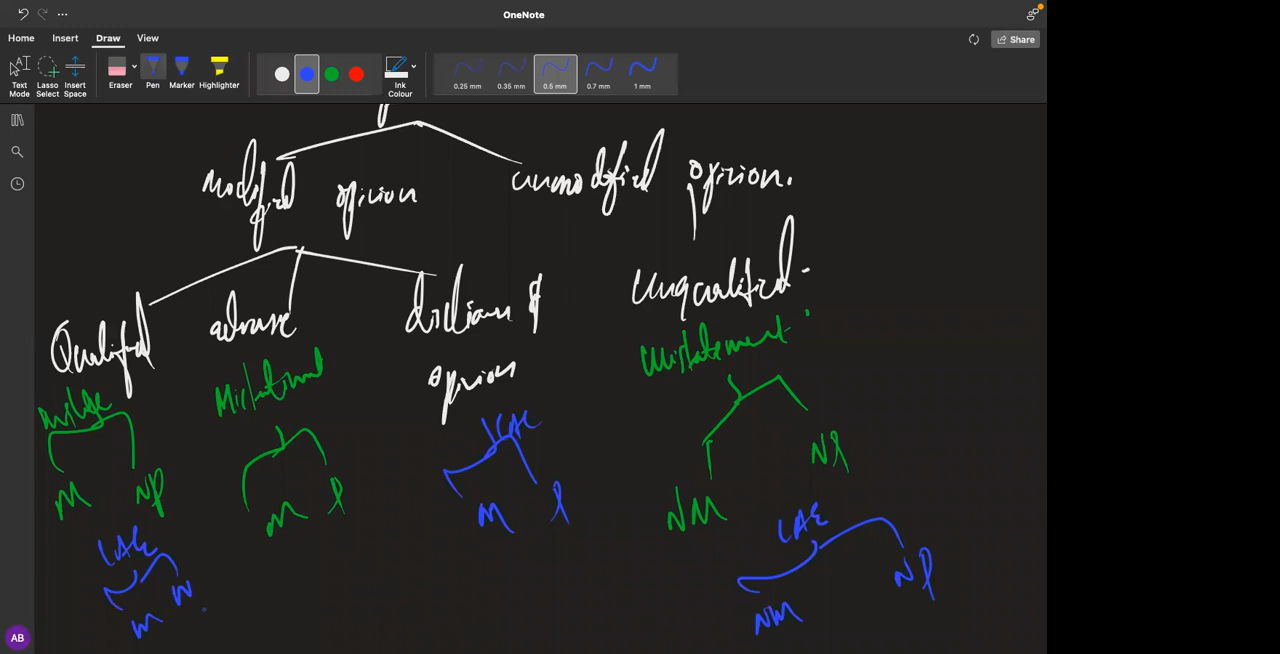 OneNote
Home Insert Draw View
Share
Text Mode
Lasso Select
Insert Space
Eraser
Pen
Marker
Highlighter
Ink Colour
0.25 mm
0.35 mm
0.5 mm
0.7 mm
1 mm
modified opinion
unmodified opinion.
Qualified
adverse
opinion
Unqualified
Misstatement
M NP
M P
M P
NM NP
LAE
M N
LAE
NM NP
AB